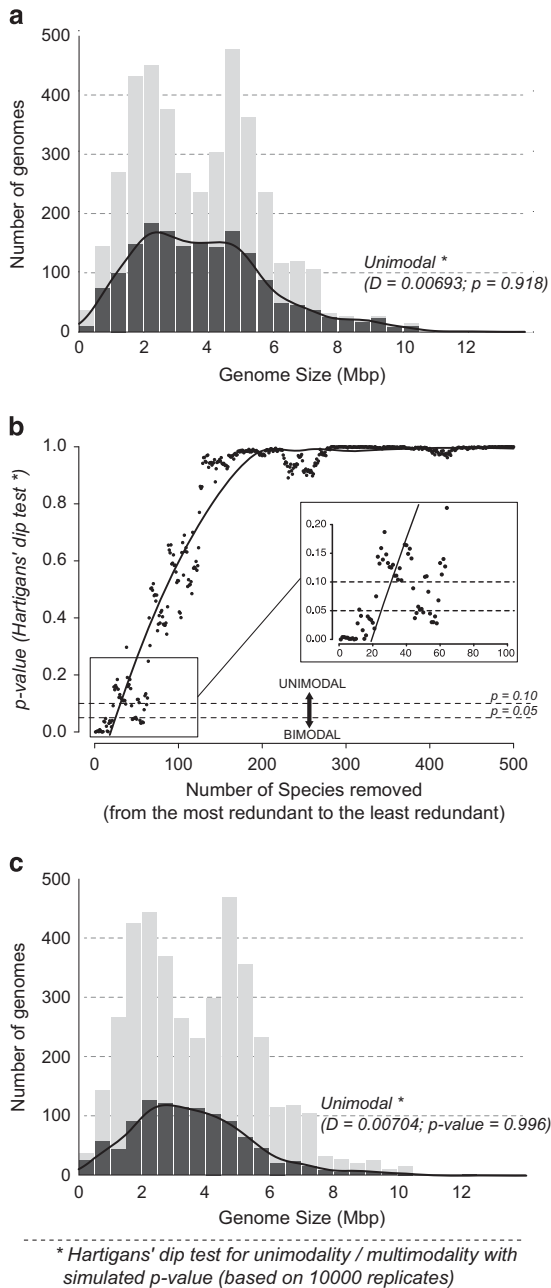 a
500
400
300
200
100
0
Number of genomes
Unimodal *
(D = 0.00693; p = 0.918)
0 2 4 6 8 10 12
Genome Size (Mbp)
b
1.0
0.8
0.6
0.4
0.2
0.0
p-value (Hartigans' dip test *)
0.20
0.15
0.10
0.05
0.00
0 20 40 60 80 100
UNIMODAL
p = 0.10
p = 0.05
BIMODAL
0 100 200 300 400 500
Number of Species removed
(from the most redundant to the least redundant)
c
500
400
300
200
100
0
Number of genomes
Unimodal *
(D = 0.00704; p-value = 0.996)
0 2 4 6 8 10 12
Genome Size (Mbp)
* Hartigans' dip test for unimodality / multimodality with
simulated p-value (based on 10000 replicates)